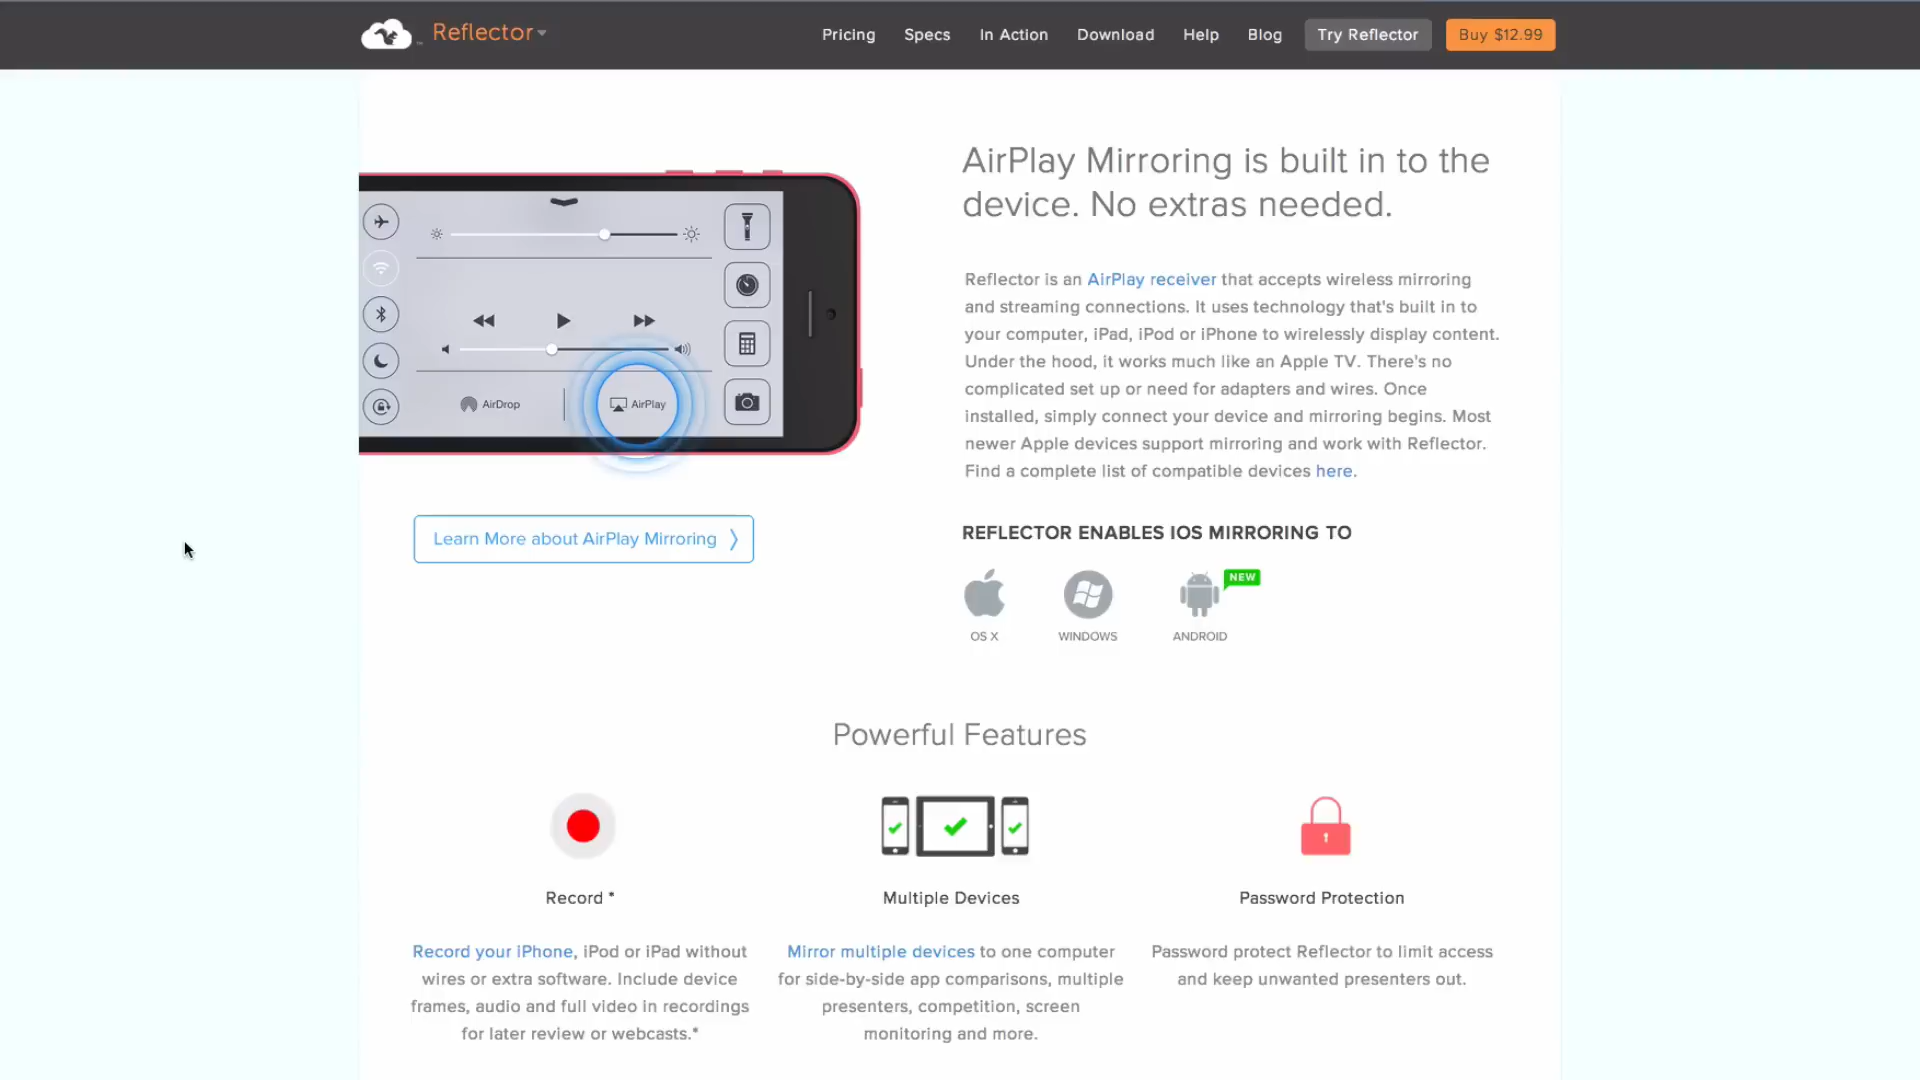 Reflector
Pricing
Specs
In Action
Download
Help
Blog
Try Reflector
Buy $12.99
AirDrop
AirPlay
Learn More about AirPlay Mirroring
AirPlay Mirroring is built in to the
device. No extras needed.
Reflector is an AirPlay receiver that accepts wireless mirroring
and streaming connections. It uses technology that's built in to
your computer, iPad, iPod or iPhone to wirelessly display content.
Under the hood, it works much like an Apple TV. There's no
complicated set up or need for adapters and wires. Once
installed, simply connect your device and mirroring begins. Most
newer Apple devices support mirroring and work with Reflector.
Find a complete list of compatible devices here.
REFLECTOR ENABLES IOS MIRRORING TO
NEW
OS X
WINDOWS
ANDROID
Powerful Features
Record *
Record your iPhone, iPod or iPad without
wires or extra software. Include device
frames, audio and full video in recordings
for later review or webcasts.*
Multiple Devices
Mirror multiple devices to one computer
for side-by-side app comparisons, multiple
presenters, competition, screen
monitoring and more.
Password Protection
Password protect Reflector to limit access
and keep unwanted presenters out.